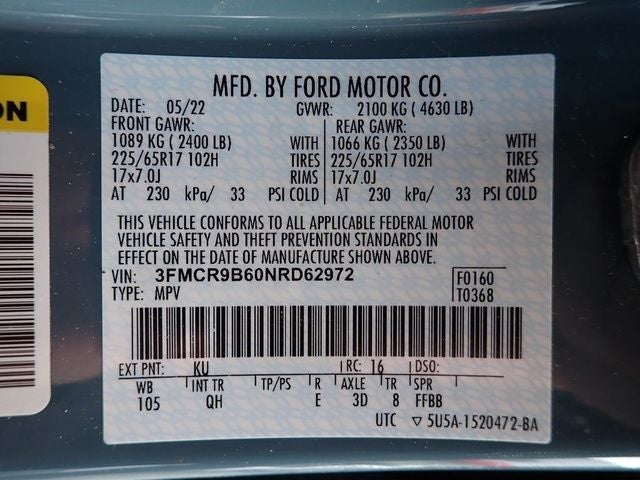 ON
MFD. BY FORD MOTOR CO.
DATE: 05/22 GVWR: 2100 KG ( 4630 LB)
FRONT GAWR: REAR GAWR:
1089 KG ( 2400 LB) WITH 1066 KG ( 2350 LB) WITH
225/65R17 102H TIRES 225/65R17 102H TIRES
17x7.0J RIMS 17x7.0J RIMS
AT 230 kPa/ 33 PSI COLD AT 230 kPa/ 33 PSI COLD
THIS VEHICLE CONFORMS TO ALL APPLICABLE FEDERAL MOTOR
VEHICLE SAFETY AND THEFT PREVENTION STANDARDS IN
EFFECT ON THE DATE OF MANUFACTURE SHOWN ABOVE.
VIN: 3FMCR9B60NRD62972 F0160
TYPE: MPV T0368
EXT PNT: KU RC: 16 DSO:
WB INT TR TP/PS R AXLE TR SPR
105 QH E 3D 8 FFBB
UTC ▽ 5U5A-1520472-BA